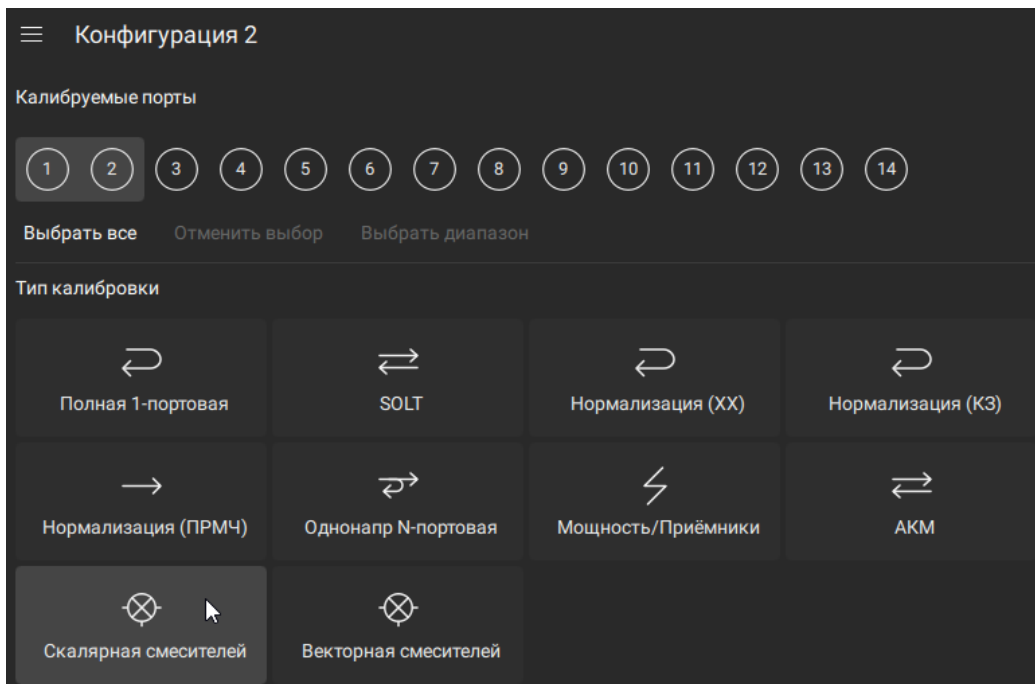 Конфигурация 2
Калибруемые порты
1 2 3 4 5 6 7 8 9 10 11 12 13 14
Выбрать все Отменить выбор Выбрать диапазон
Тип калибровки
Полная 1-портовая SOLT Нормализация (ХХ) Нормализация (КЗ)
Нормализация (ПРМЧ) Однонапр N-портовая Мощность/Приёмники АКМ
Скалярная смесителей Векторная смесителей